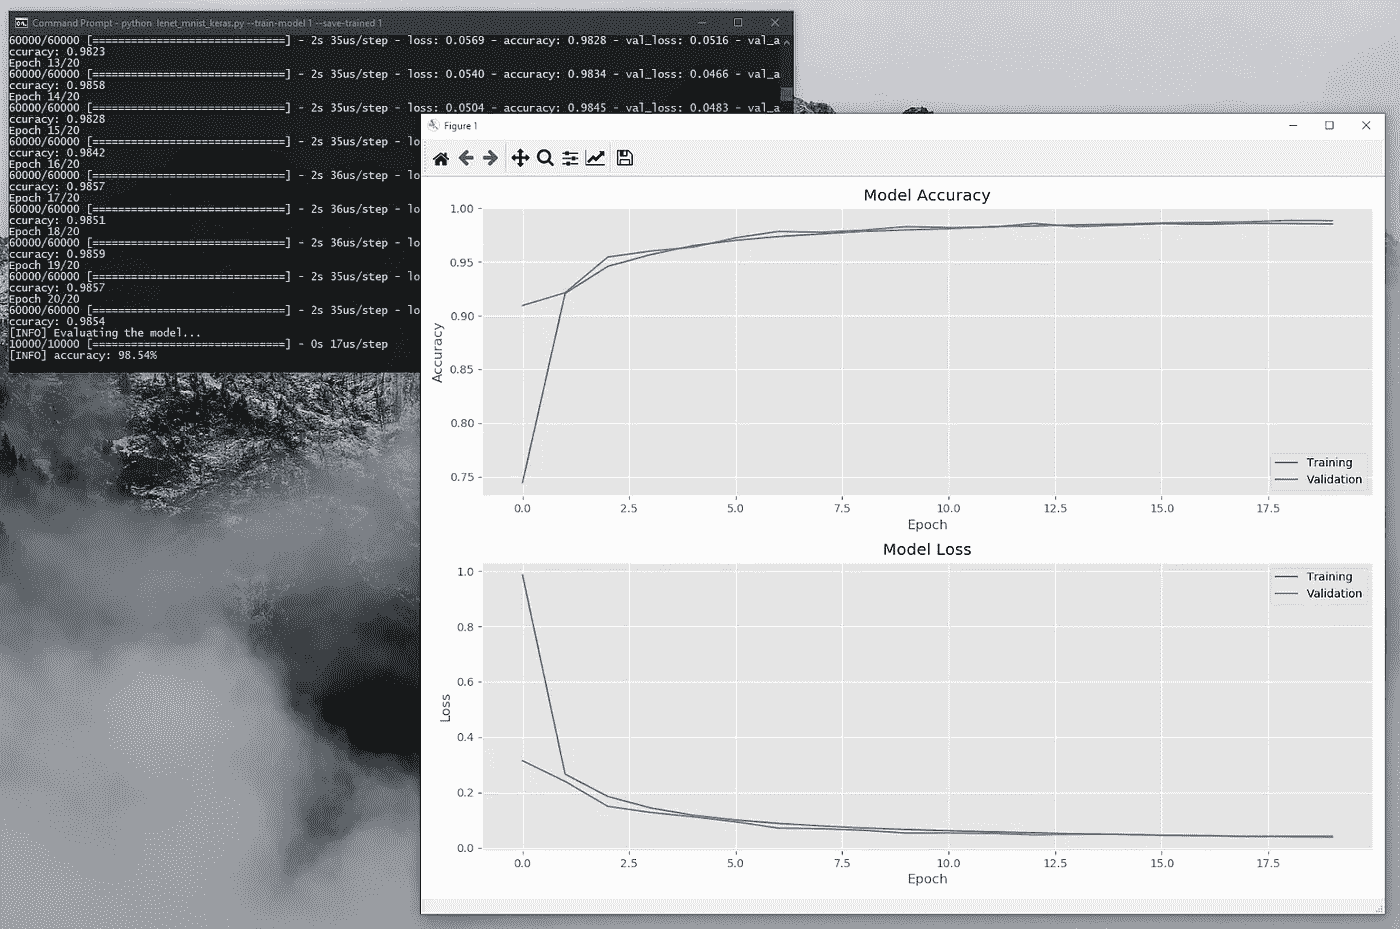 Command Prompt - python lenet_mnist_keras.py --train-model 1 --save-trained 1
60000/60000 [==============================] - 2s 35us/step - loss: 0.0569 - accuracy: 0.9828 - val_loss: 0.0516 - val_a
ccuracy: 0.9823
Epoch 13/20
60000/60000 [==============================] - 2s 35us/step - loss: 0.0540 - accuracy: 0.9834 - val_loss: 0.0466 - val_a
ccuracy: 0.9858
Epoch 14/20
60000/60000 [==============================] - 2s 35us/step - loss: 0.0504 - accuracy: 0.9845 - val_loss: 0.0483 - val_a
ccuracy: 0.9828
Epoch 15/20
60000/60000 [==============================] - 2s 35us/step - lo
ccuracy: 0.9842
Epoch 16/20
60000/60000 [==============================] - 2s 36us/step - lo
ccuracy: 0.9857
Epoch 17/20
60000/60000 [==============================] - 2s 36us/step - lo
ccuracy: 0.9851
Epoch 18/20
60000/60000 [==============================] - 2s 36us/step - lo
ccuracy: 0.9859
Epoch 19/20
60000/60000 [==============================] - 2s 35us/step - lo
ccuracy: 0.9857
Epoch 20/20
60000/60000 [==============================] - 2s 35us/step - lo
ccuracy: 0.9854
[INFO] Evaluating the model...
10000/10000 [==============================] - 0s 17us/step
[INFO] accuracy: 98.54%
Figure 1
Model Accuracy
1.00
0.95
0.90
0.85
0.80
0.75
Accuracy
Training
Validation
0.0 2.5 5.0 7.5 10.0 12.5 15.0 17.5
Epoch
Model Loss
1.0
0.8
0.6
0.4
0.2
0.0
Loss
Training
Validation
0.0 2.5 5.0 7.5 10.0 12.5 15.0 17.5
Epoch